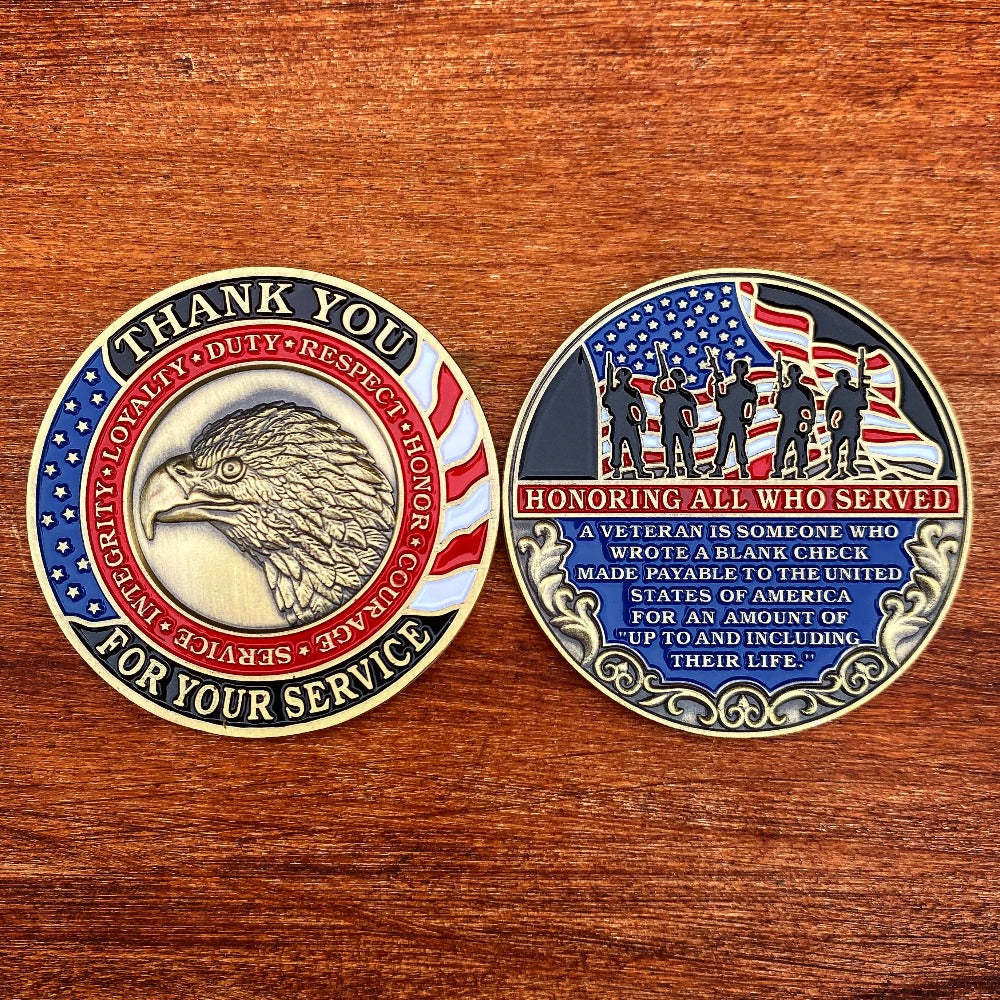 THANK YOU
INTEGRITY ★ LOYALTY ★ DUTY ★ RESPECT ★ HONOR ★ COURAGE ★ SERVICE ★
FOR YOUR SERVICE
HONORING ALL WHO SERVED
A VETERAN IS SOMEONE WHO
WROTE A BLANK CHECK
MADE PAYABLE TO THE UNITED
STATES OF AMERICA
FOR AN AMOUNT OF
"UP TO AND INCLUDING
THEIR LIFE."